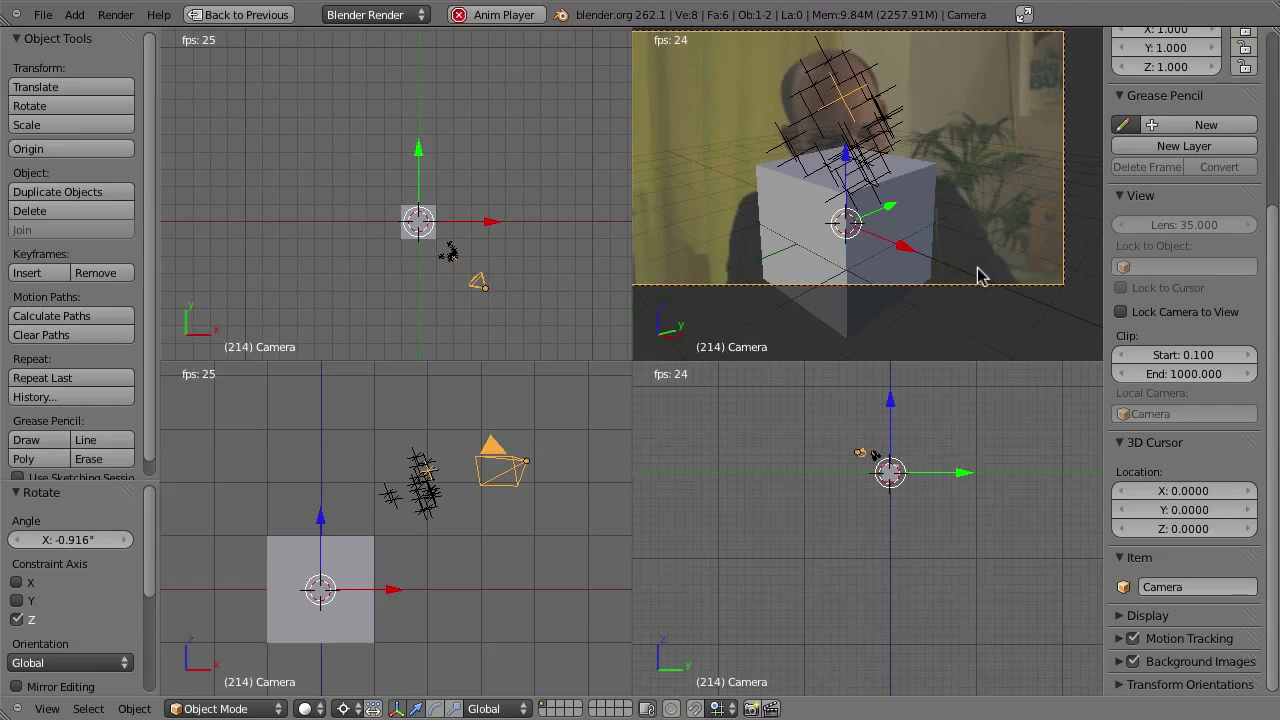 File Add Render Help Back to Previous Blender Render Anim Player blender.org 262.1 | Ve:8 | Fa:6 | Ob:1-2 | La:0 | Mem:9.84M (2257.91M) | Camera
Object Tools
Transform:
Translate
Rotate
Scale
Origin
Object:
Duplicate Objects
Delete
Join
Keyframes:
Insert Remove
Motion Paths:
Calculate Paths
Clear Paths
Repeat:
Repeat Last
History...
Grease Pencil:
Draw Line
Poly Erase
Use Sketching Sessions
Rotate
Angle
X: -0.916°
Constraint Axis
X
Y
Z
Orientation
Global
Mirror Editing
fps: 25
y
x
(214) Camera
fps: 24
z
y
x
(214) Camera
fps: 25
z
x
(214) Camera
fps: 24
z
y
(214) Camera
X: 1.000
Y: 1.000
Z: 1.000
Grease Pencil
New
New Layer
Delete Frame Convert
View
Lens: 35.000
Lock to Object:
Lock to Cursor
Lock Camera to View
Clip:
Start: 0.100
End: 1000.000
Local Camera:
Camera
3D Cursor
Location:
X: 0.0000
Y: 0.0000
Z: 0.0000
Item
Camera
Display
Motion Tracking
Background Images
Transform Orientations
View Select Object Object Mode Global